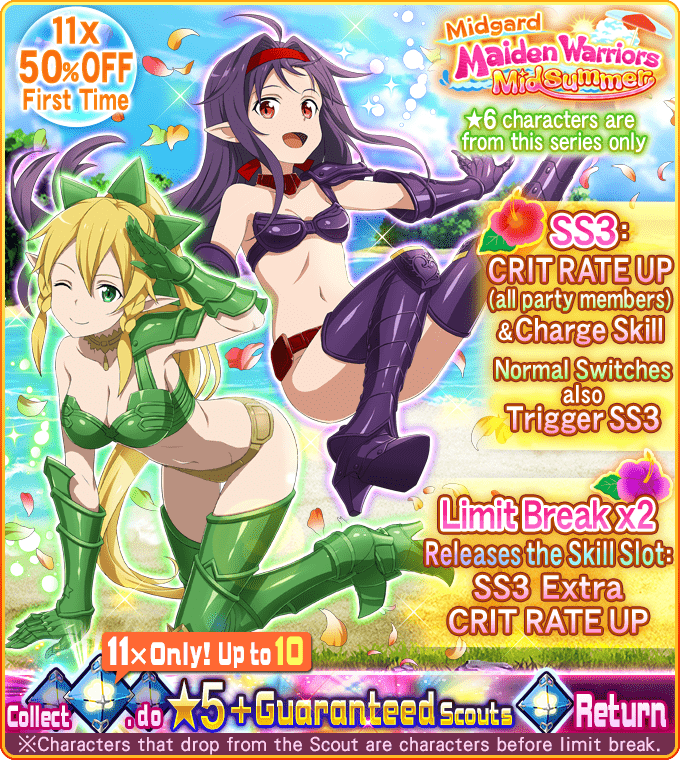 11x
50%OFF
First Time
Midgard
Maiden Warriors
Midsummer
★6 characters are
from this series only
SS3:
CRIT RATE UP
(all party members)
&Charge Skill
Normal Switches
also
Trigger SS3
Limit Break x2
Releases the Skill Slot:
SS3 Extra
CRIT RATE UP
11×Only! Up to 10
Collect , do ★5+Guaranteed Scouts Return
※Characters that drop from the Scout are characters before limit break.